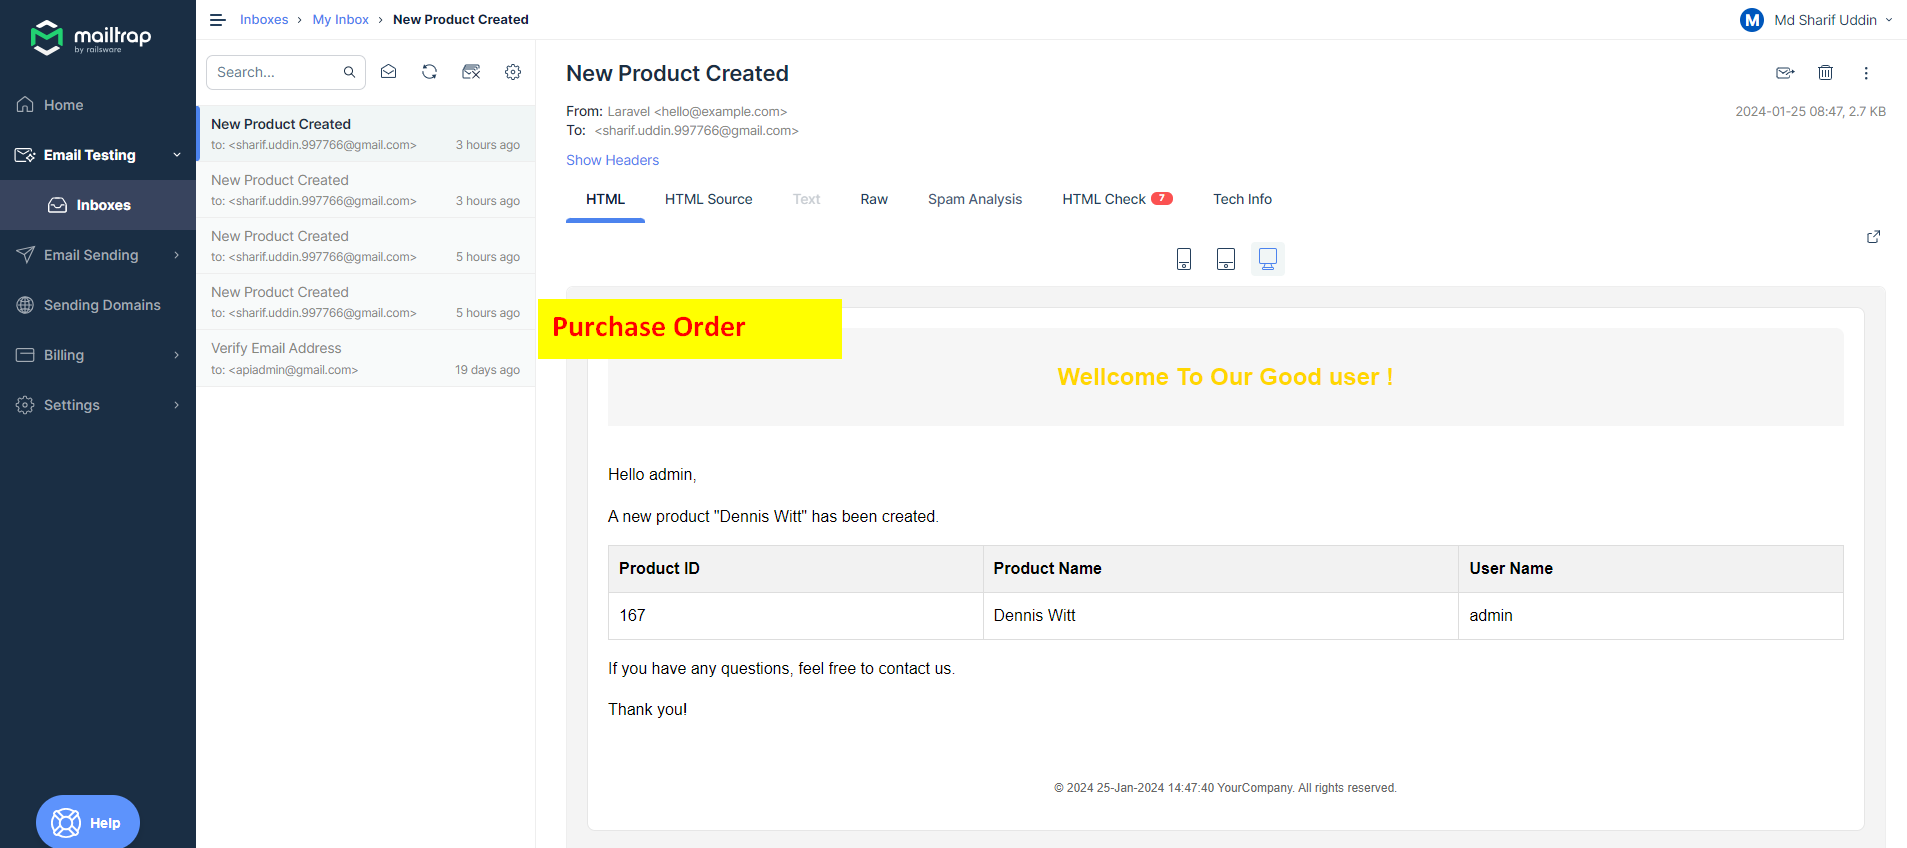 mailtrap
by railsware
Home
Email Testing
Inboxes
Email Sending
Sending Domains
Billing
Settings
Help
Inboxes > My Inbox > New Product Created
M Md Sharif Uddin
Search...
New Product Created
to: <sharif.uddin.997766@gmail.com> 3 hours ago
New Product Created
to: <sharif.uddin.997766@gmail.com> 3 hours ago
New Product Created
to: <sharif.uddin.997766@gmail.com> 5 hours ago
New Product Created
to: <sharif.uddin.997766@gmail.com> 5 hours ago
Verify Email Address
to: <apiadmin@gmail.com> 19 days ago
New Product Created
From: Laravel <hello@example.com> 2024-01-25 08:47, 2.7 KB
To: <sharif.uddin.997766@gmail.com>
Show Headers
HTML HTML Source Text Raw Spam Analysis HTML Check 7 Tech Info
Purchase Order
Wellcome To Our Good user !
Hello admin,
A new product "Dennis Witt" has been created.
Product ID Product Name User Name
167 Dennis Witt admin
If you have any questions, feel free to contact us.
Thank you!
© 2024 25-Jan-2024 14:47:40 YourCompany. All rights reserved.